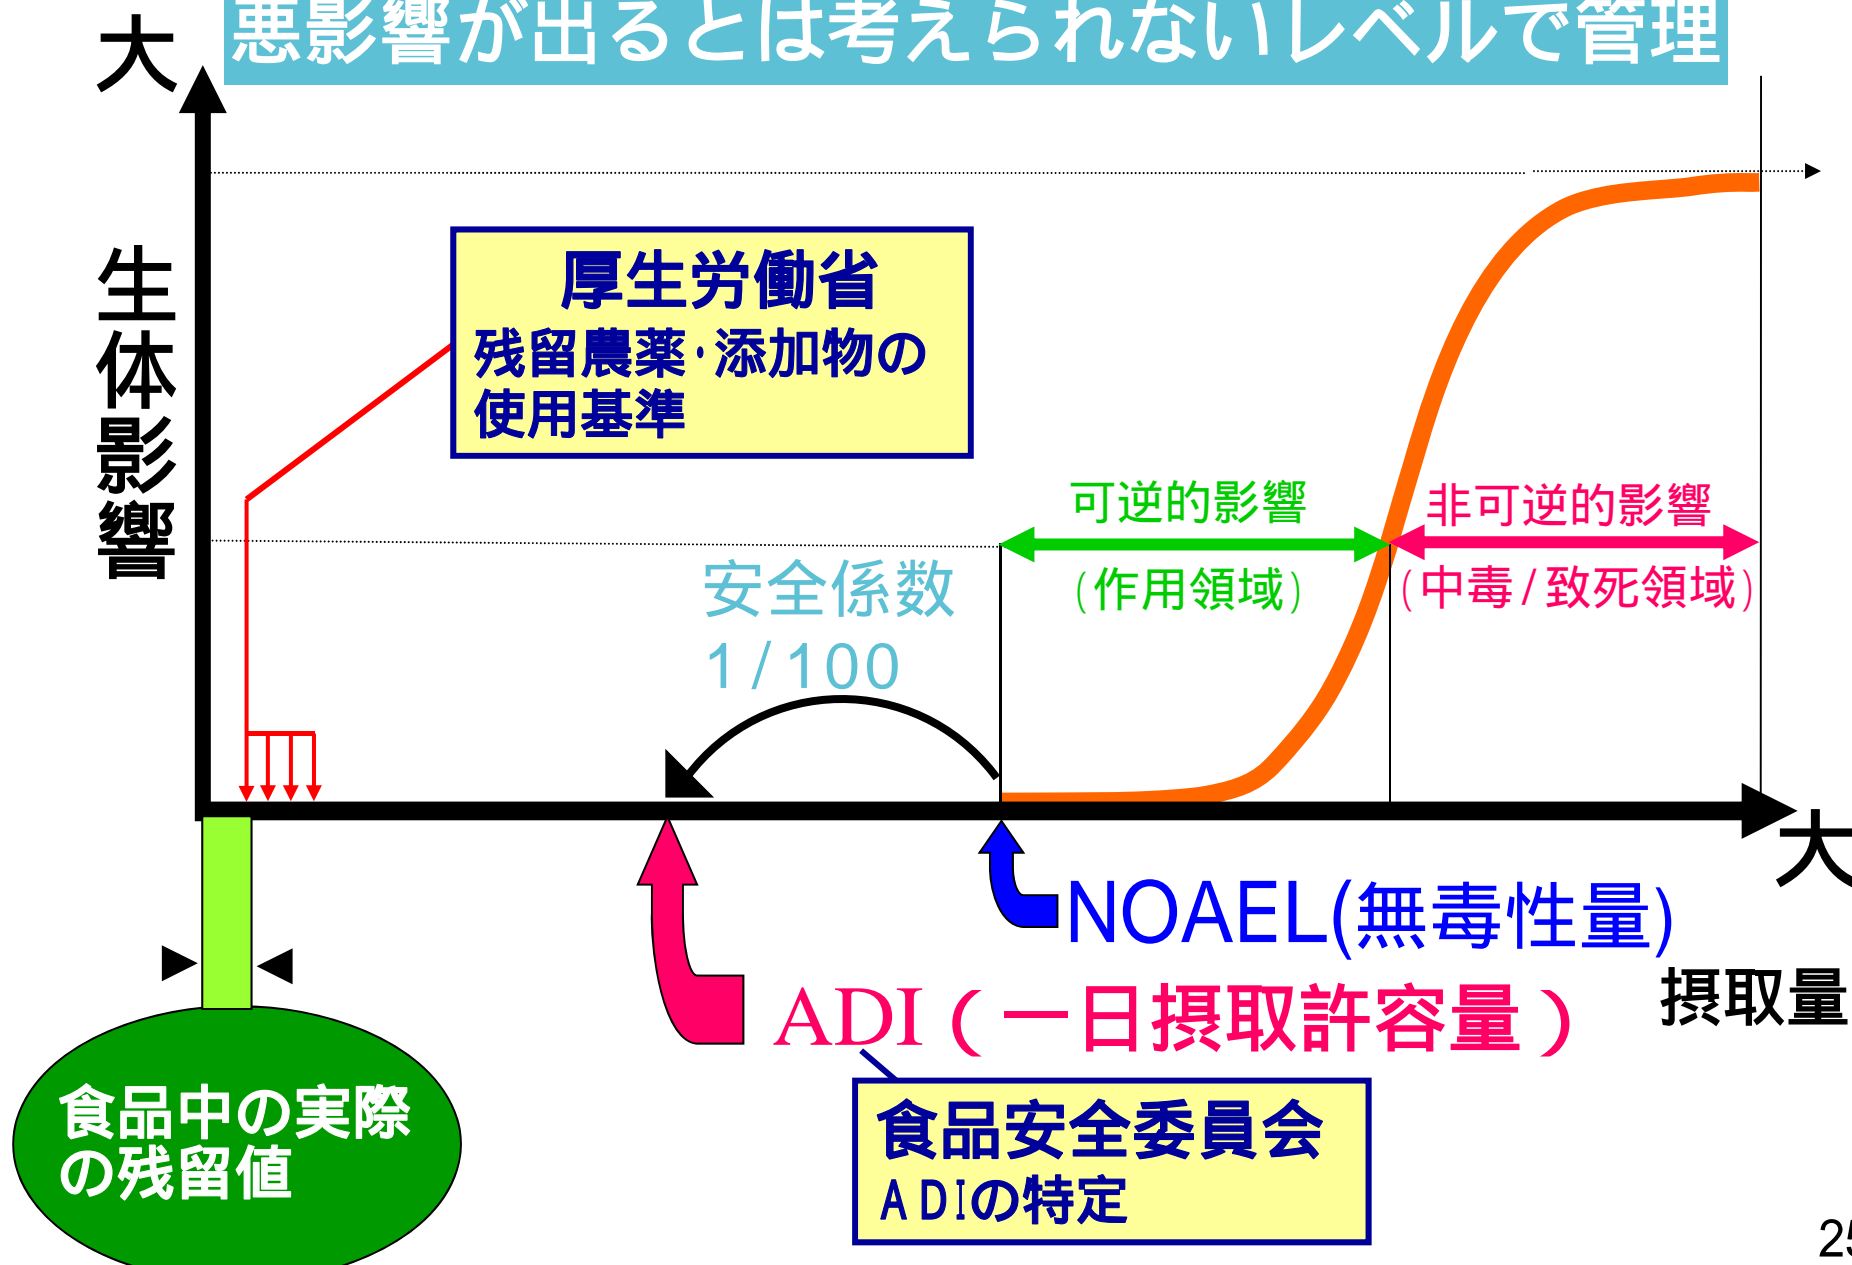 悪影響が出るとは考えられないレベルで管理
大
生体影響
厚生労働省
残留農薬・添加物の
使用基準
可逆的影響
(作用領域)
非可逆的影響
(中毒/致死領域)
安全係数
1/100
大
NOAEL(無毒性量)
ADI(一日摂取許容量)
摂取量
食品中の実際
の残留値
食品安全委員会
ADIの特定
25